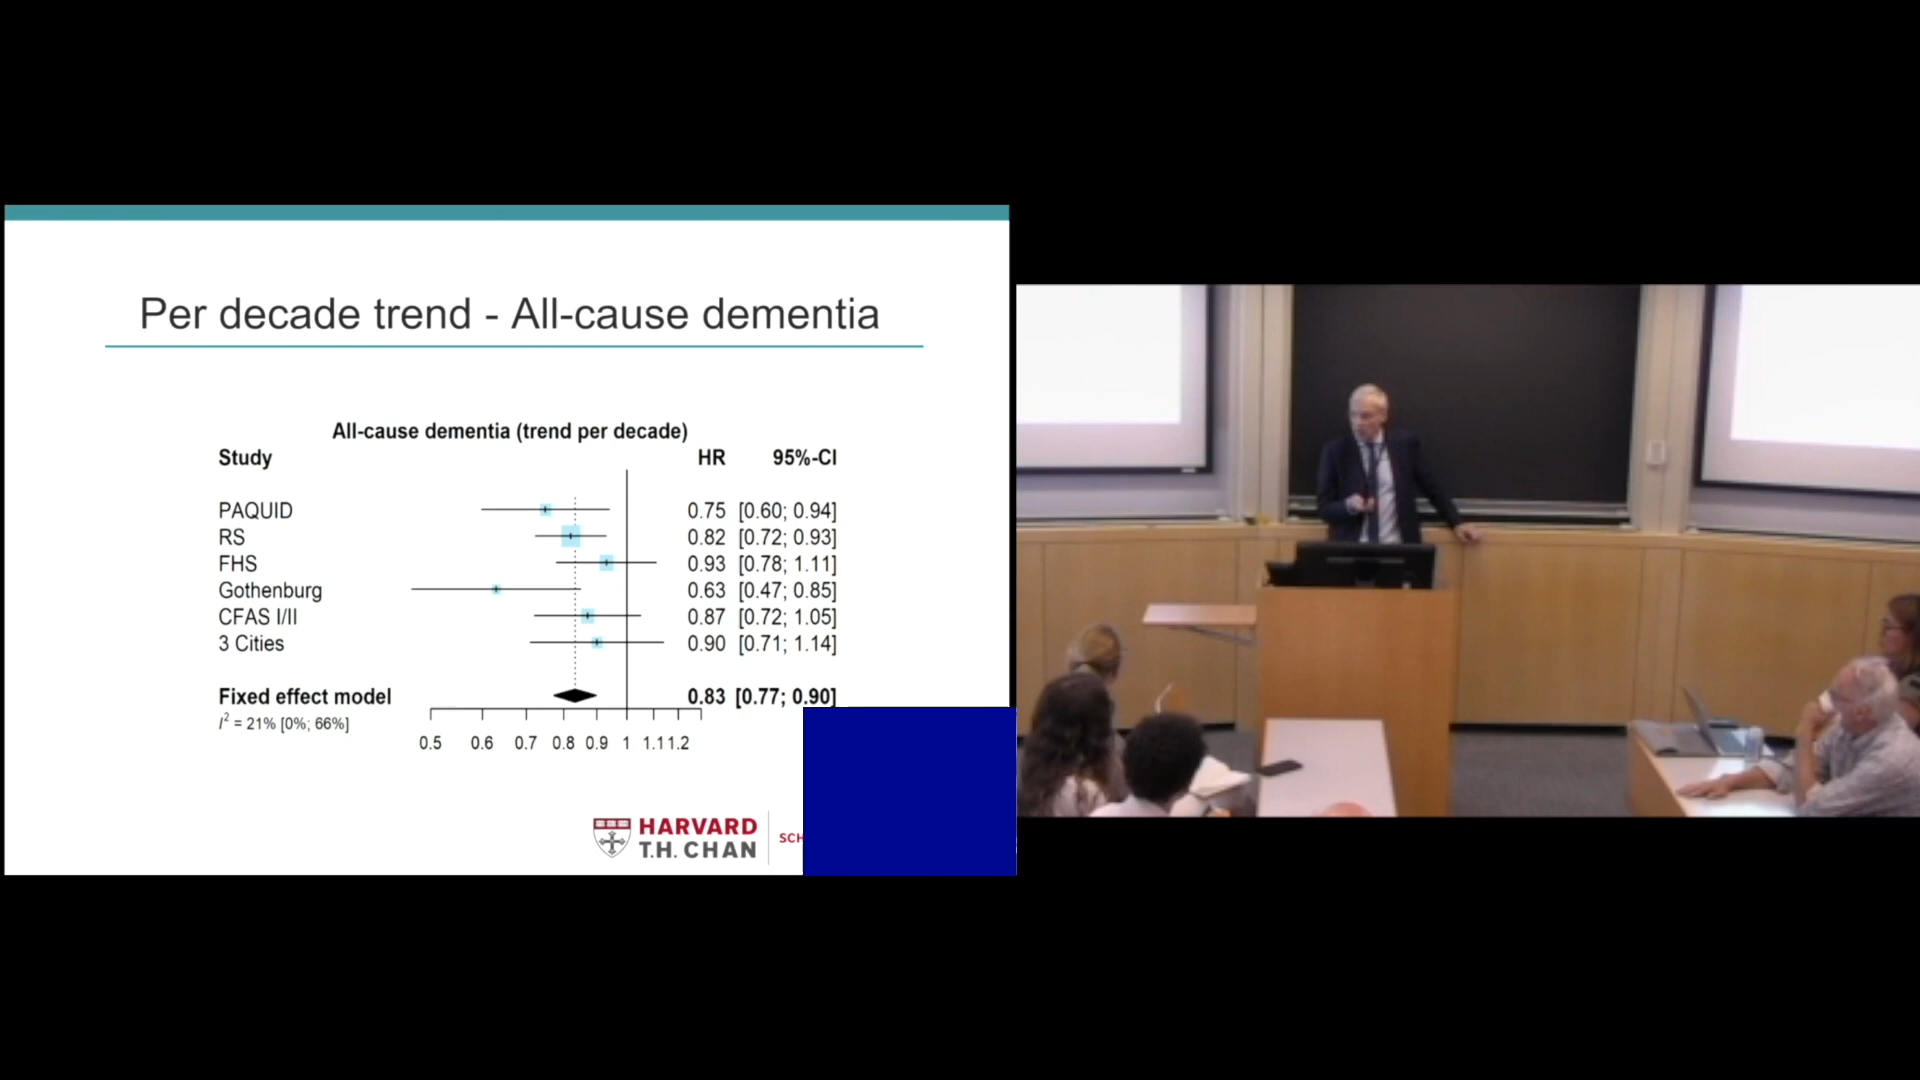 Per decade trend - All-cause dementia
All-cause dementia (trend per decade)
Study HR 95%-CI
PAQUID 0.75 [0.60; 0.94]
RS 0.82 [0.72; 0.93]
FHS 0.93 [0.78; 1.11]
Gothenburg 0.63 [0.47; 0.85]
CFAS I/II 0.87 [0.72; 1.05]
3 Cities 0.90 [0.71; 1.14]
Fixed effect model 0.83 [0.77; 0.90]
I² = 21% [0%; 66%]
0.5 0.6 0.7 0.8 0.9 1 1.1 1.2
HARVARD
T.H. CHAN
SCH